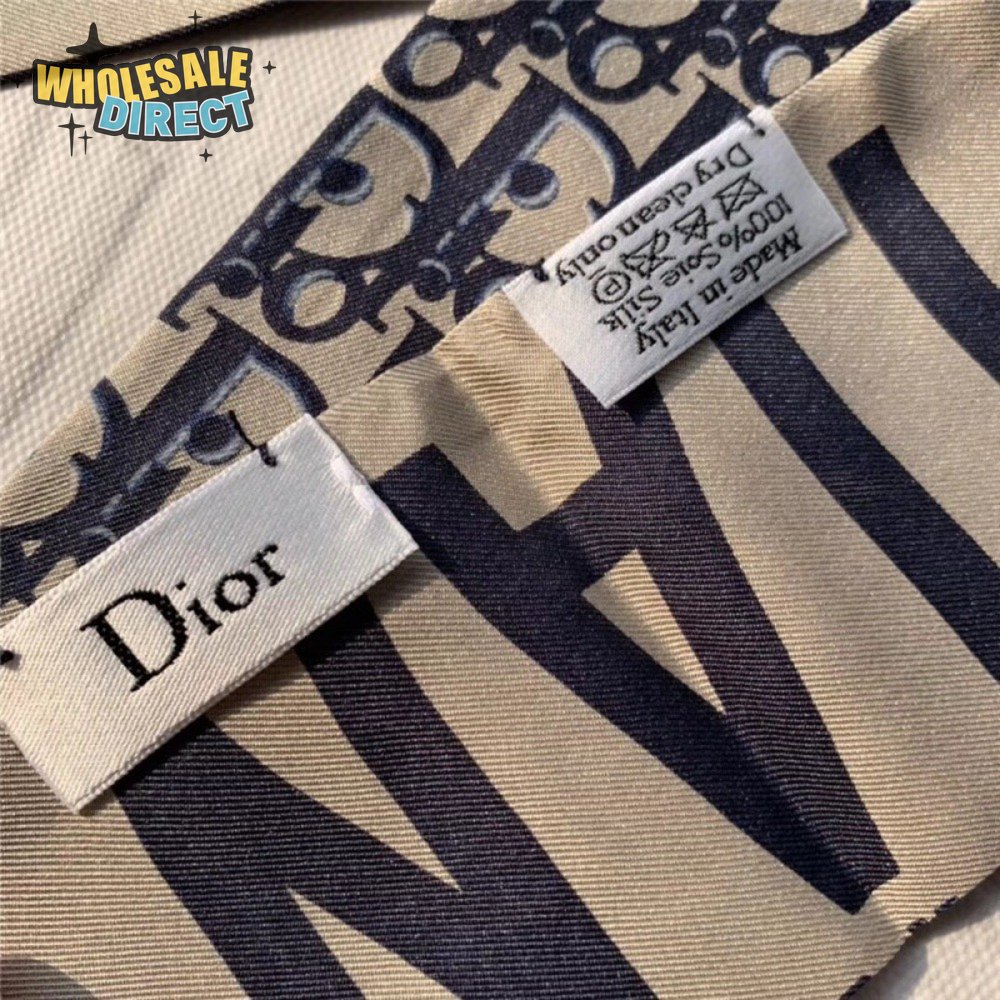 WHOLESALE
DIRECT
Dior
Dry clean only
P
100% Soie Silk
Made in Italy